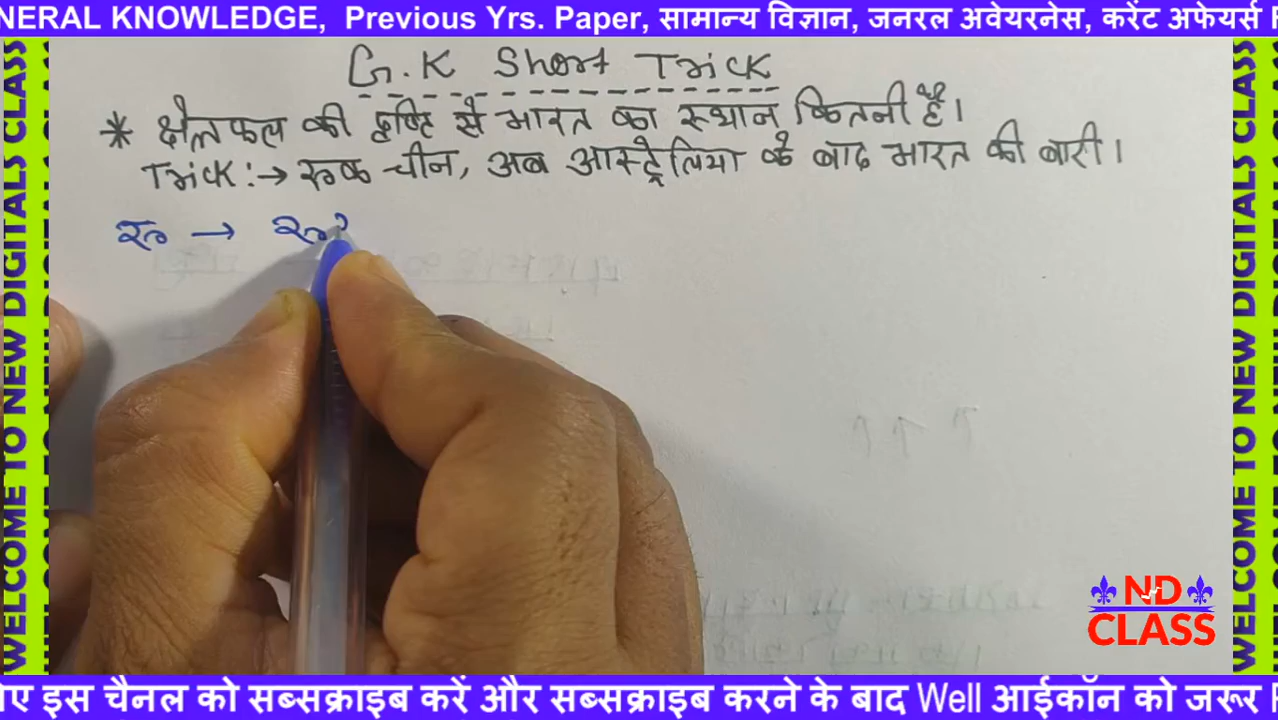 NERAL KNOWLEDGE, Previous Yrs. Paper, सामान्य विज्ञान, जनरल अवेयरनेस, करेंट अफेयर्स
G.K Short Trick
* क्षेत्रफल की दृष्टि से भारत का स्थान कितनी है।
Trick:→ रूक चीन, अब आस्ट्रेलिया के बाद भारत की बारी।
रू → रू
WELCOME TO NEW DIGITALS CLASS
WELCOME TO NEW DIGITALS CLASS
ND
CLASS
इस चैनल को सब्सक्राइब करें और सब्सक्राइब करने के बाद Well आईकॉन को जरूर